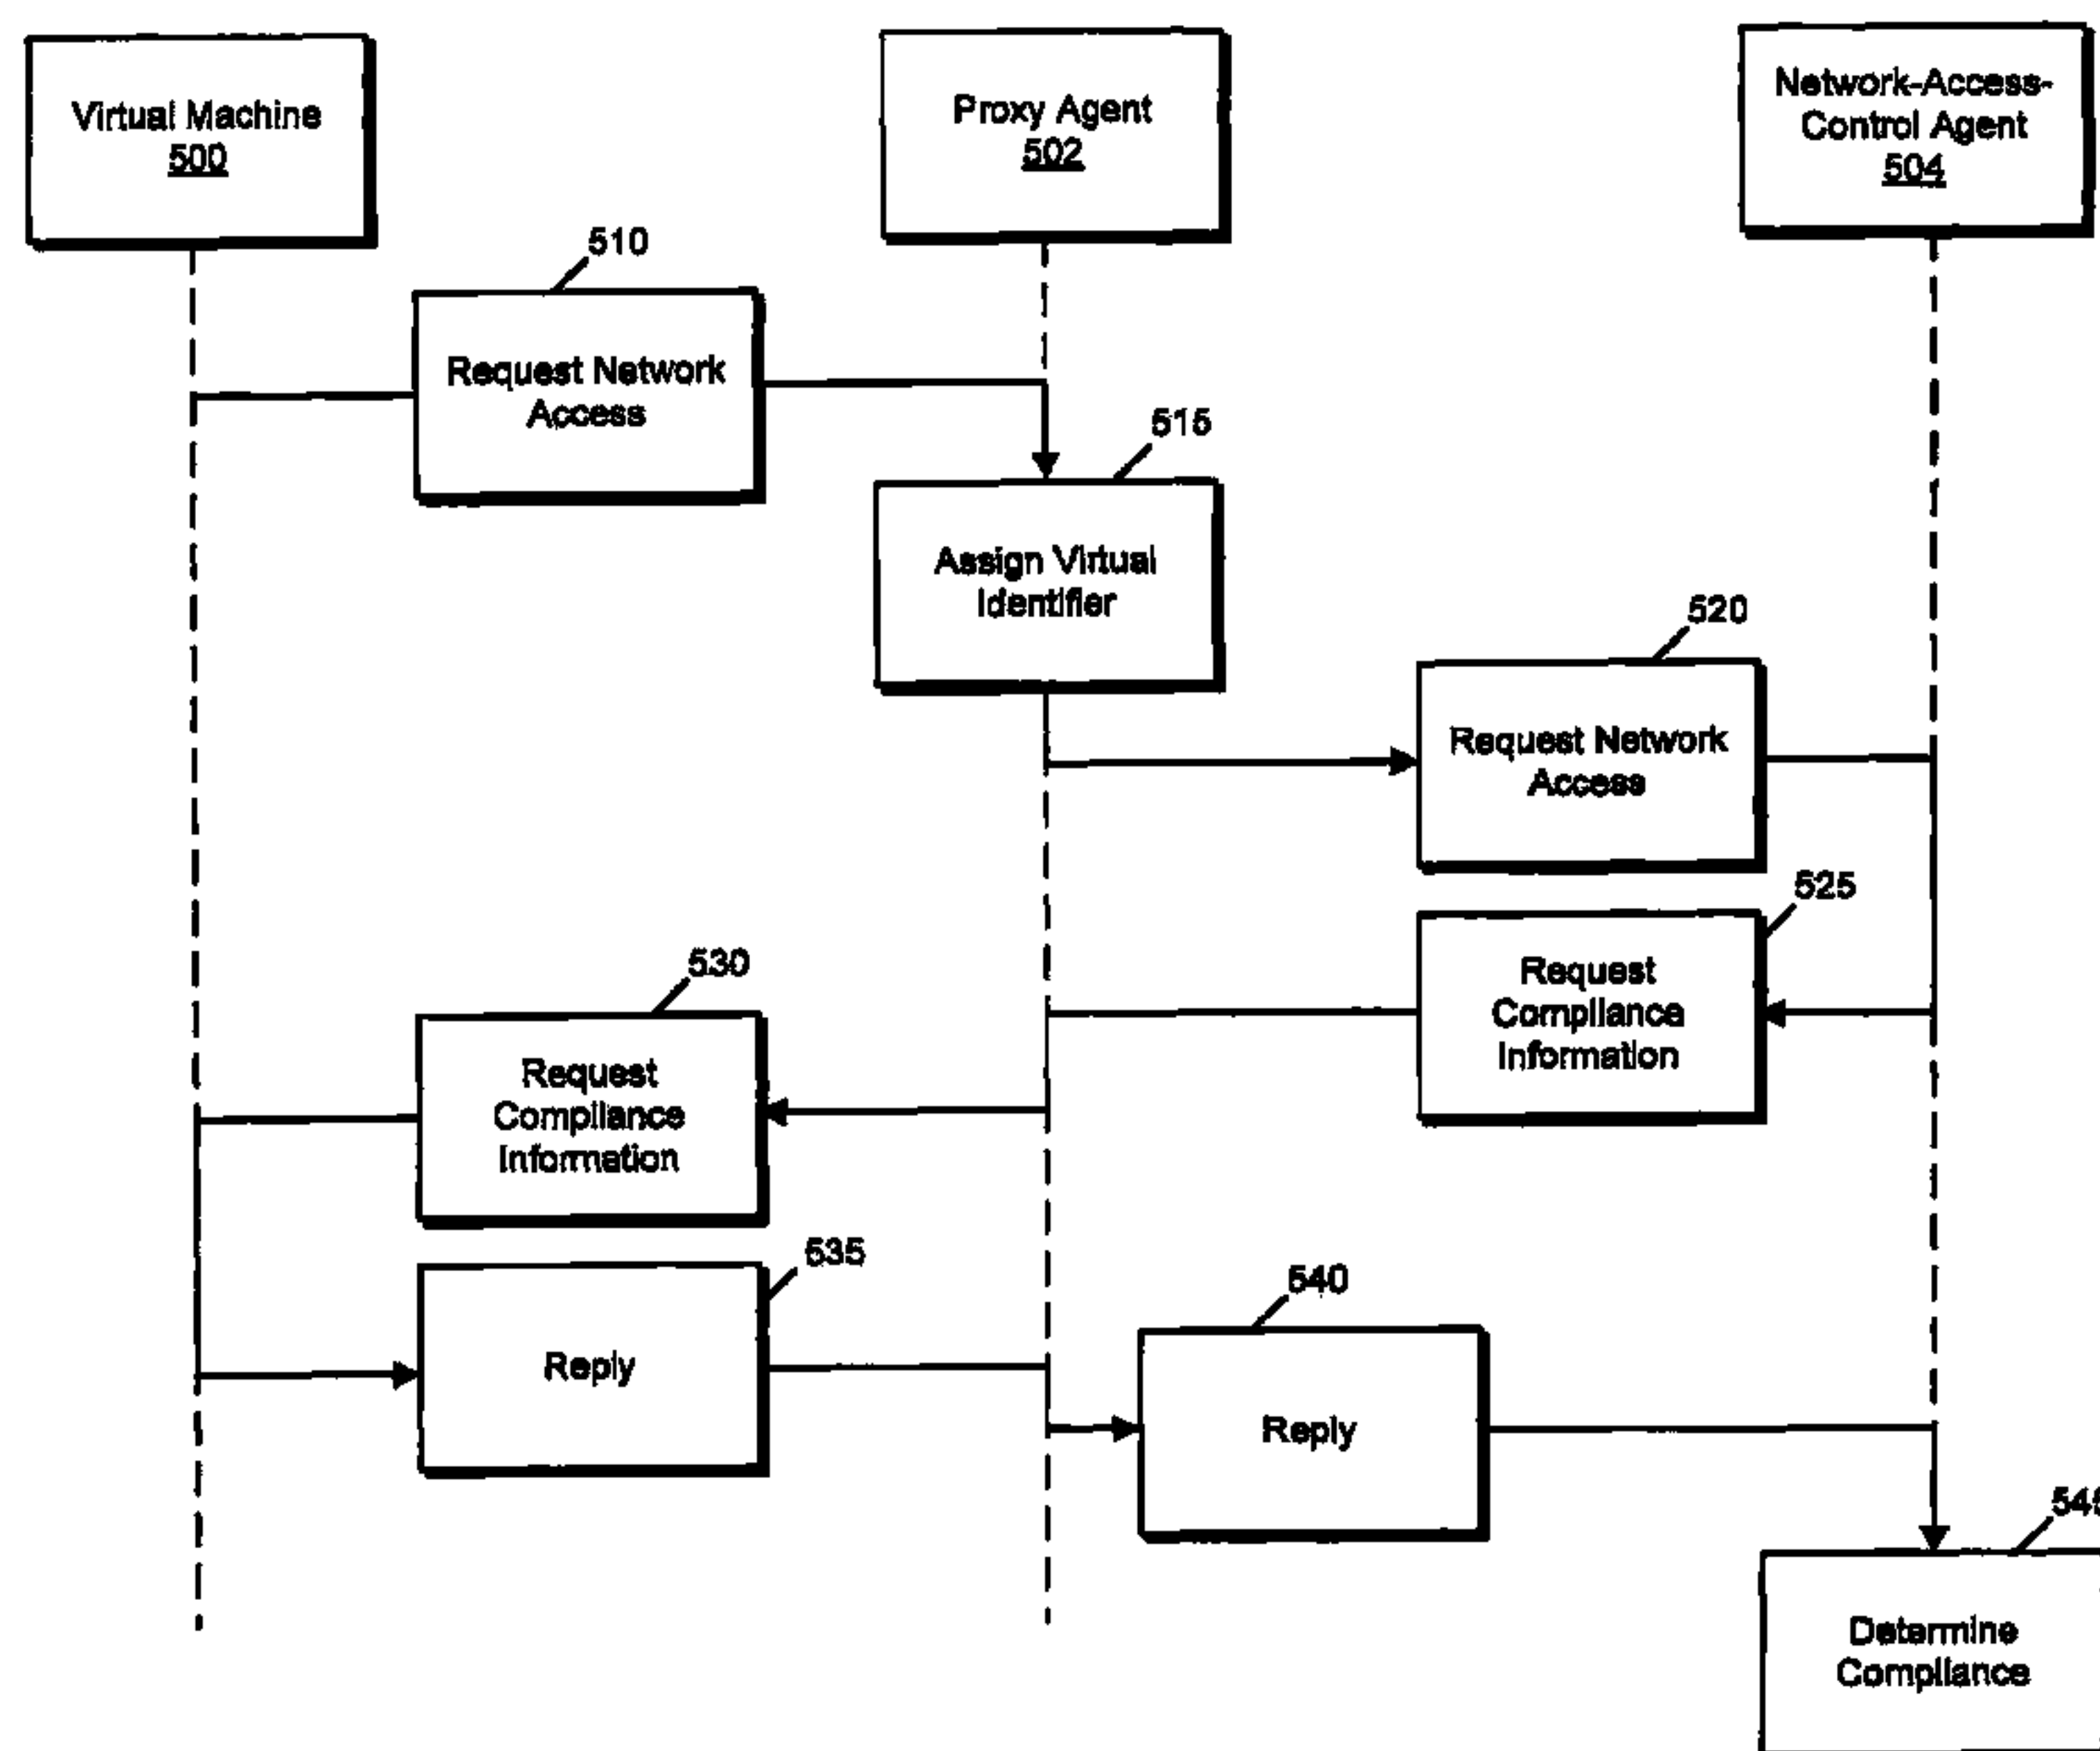 Virtual Machine
500
Proxy Agent
502
Network-Access-
Control Agent
504
510
Request Network
Access
515
Assign Virtual
Identifier
520
Request Network
Access
525
Request
Compliance
Information
530
Request
Compliance
Information
535
Reply
540
Reply
Determine
Compliance